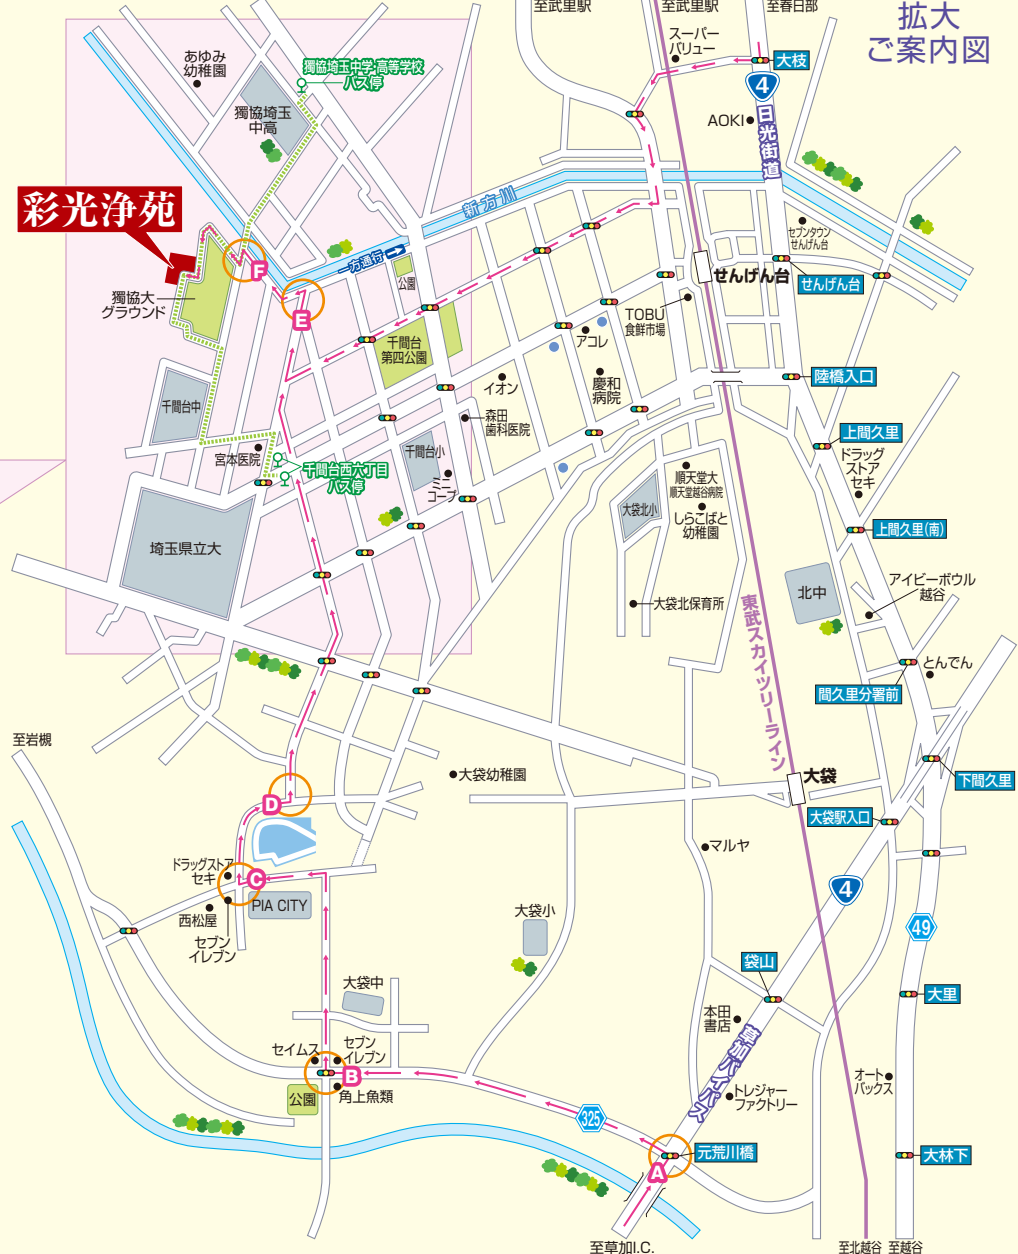 至武里駅
至武里駅
至春日部
拡大
ご案内図
スーパー
バリュー
大枝
4
日光街道
AOKI
あゆみ
幼稚園
獨協埼玉中学・高等学校
バス停
獨協埼玉
中高
彩光浄苑
新方川
一方通行
公園
セブンタウン
せんげん台
せんげん台
せんげん台
F
E
獨協大
グラウンド
TOBU
食鮮市場
アコレ
千間台
第四公園
イオン
慶和
病院
陸橋入口
千間台中
森田
歯科医院
上間久里
ドラッグ
ストア
セキ
宮本医院
千間台小
千間台西六丁目
バス停
ミニ
コープ
順天堂大
順天堂越谷病院
大袋北小
しらこばと
幼稚園
上間久里(南)
埼玉県立大
北中
アイビーボウル
越谷
大袋北保育所
東武スカイツリーライン
とんでん
間久里分署前
至岩槻
大袋幼稚園
大袋
下間久里
D
大袋駅入口
マルヤ
ドラッグストア
セキ
C
PIA CITY
4
西松屋
セブン
イレブン
大袋小
49
袋山
大袋中
大里
本田
書店
草加バイパス
セイムス
セブン
イレブン
B
公園
角上魚類
オート
バックス
トレジャー
ファクトリー
325
元荒川橋
A
大林下
至草加I.C.
至北越谷
至越谷